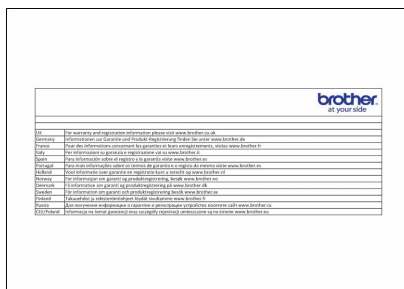 brother
at your side
UK For warranty and registration information please visit www.brother.co.uk
Germany Informationen zur Garantie und Produkt-Registrierung finden Sie unter www.brother.de
France Pour des informations concernant les garanties et leurs enregistrements, visitez www.brother.fr
Italy Per informazioni su garanzia e registrazione vai su www.brother.it
Spain Para información sobre el registro y la garantía visite www.brother.es
Portugal Para mais informações sobre os termos de garantia e o registo do mesmo visite www.brother.es
Holland Voor informatie over garantie en registratie kunt u terecht op www.brother.nl
Norway For informasjon om garanti og produktregistrering, besøk www.brother.no
Denmark Få information om garanti og produktregistrering på www.brother.dk
Sweden För information om garanti och produktregistrering besök www.brother.se
Finland Takuuehdot ja rekisteröintiohjeet löydät sivultamme www.brother.fi
Russia Для получения информации о гарантии и регистрации устройства посетите сайт www.brother.ru
CEE/Poland Informacja na temat gwarancji oraz szczegóły rejestracji umieszczone są na stronie www.brother.eu